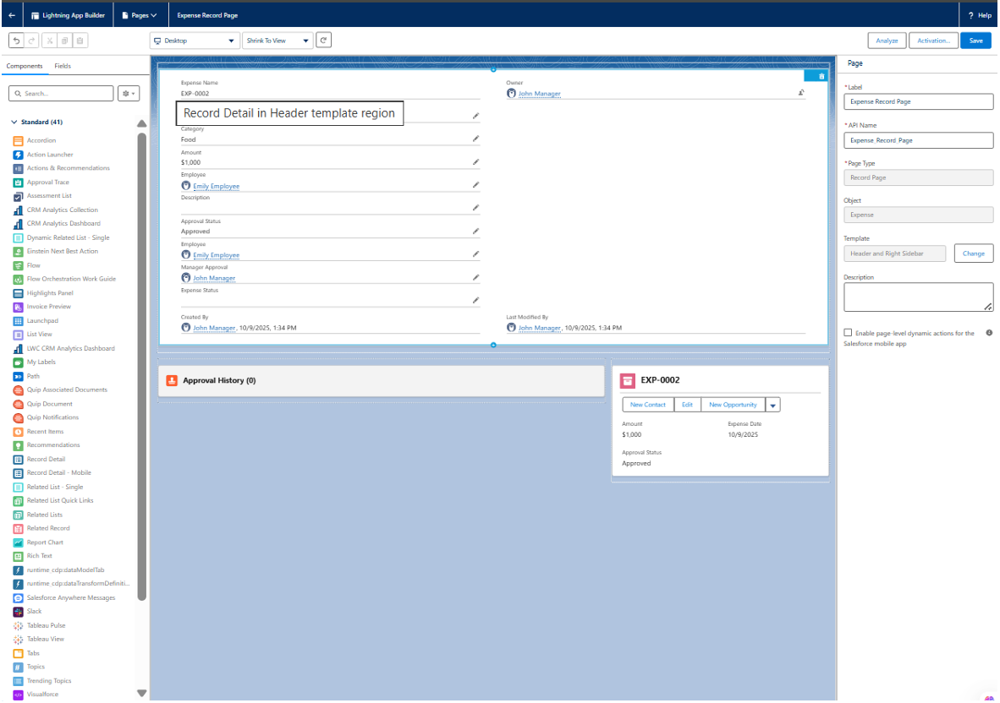 Lightning App Builder
Pages
Expense Record Page
? Help
Desktop
Shrink To View
Analyze
Activation...
Save
Components
Fields
Search...
Standard (41)
Accordion
Action Launcher
Actions & Recommendations
Approval Trace
Assessment List
CRM Analytics Collection
CRM Analytics Dashboard
Dynamic Related List - Single
Einstein Next Best Action
Flow
Flow Orchestration Work Guide
Highlights Panel
Invoice Preview
Launchpad
List View
LWC CRM Analytics Dashboard
My Labels
Path
Quip Associated Documents
Quip Document
Quip Notifications
Recent Items
Recommendations
Record Detail
Record Detail - Mobile
Related List - Single
Related List Quick Links
Related Lists
Related Record
Report Chart
Rich Text
runtime_cdp:dataModelTab
runtime_cdp:dataTransformDefiniti...
Salesforce Anywhere Messages
Slack
Tableau Pulse
Tableau View
Tabs
Topics
Trending Topics
Visualforce
Expense Name
EXP-0002
Owner
John Manager
Record Detail in Header template region
Category
Food
Amount
$1,000
Employee
Emily Employee
Description
Approval Status
Approved
Employee
Emily Employee
Manager Approval
John Manager
Expense Status
Created By
John Manager, 10/9/2025, 1:34 PM
Last Modified By
John Manager, 10/9/2025, 1:34 PM
Approval History (0)
EXP-0002
New Contact
Edit
New Opportunity
Amount
$1,000
Expense Date
10/9/2025
Approval Status
Approved
Page
*Label
Expense Record Page
*API Name
Expense_Record_Page
*Page Type
Record Page
Object
Expense
Template
Header and Right Sidebar
Change
Description
Enable page-level dynamic actions for the
Salesforce mobile app